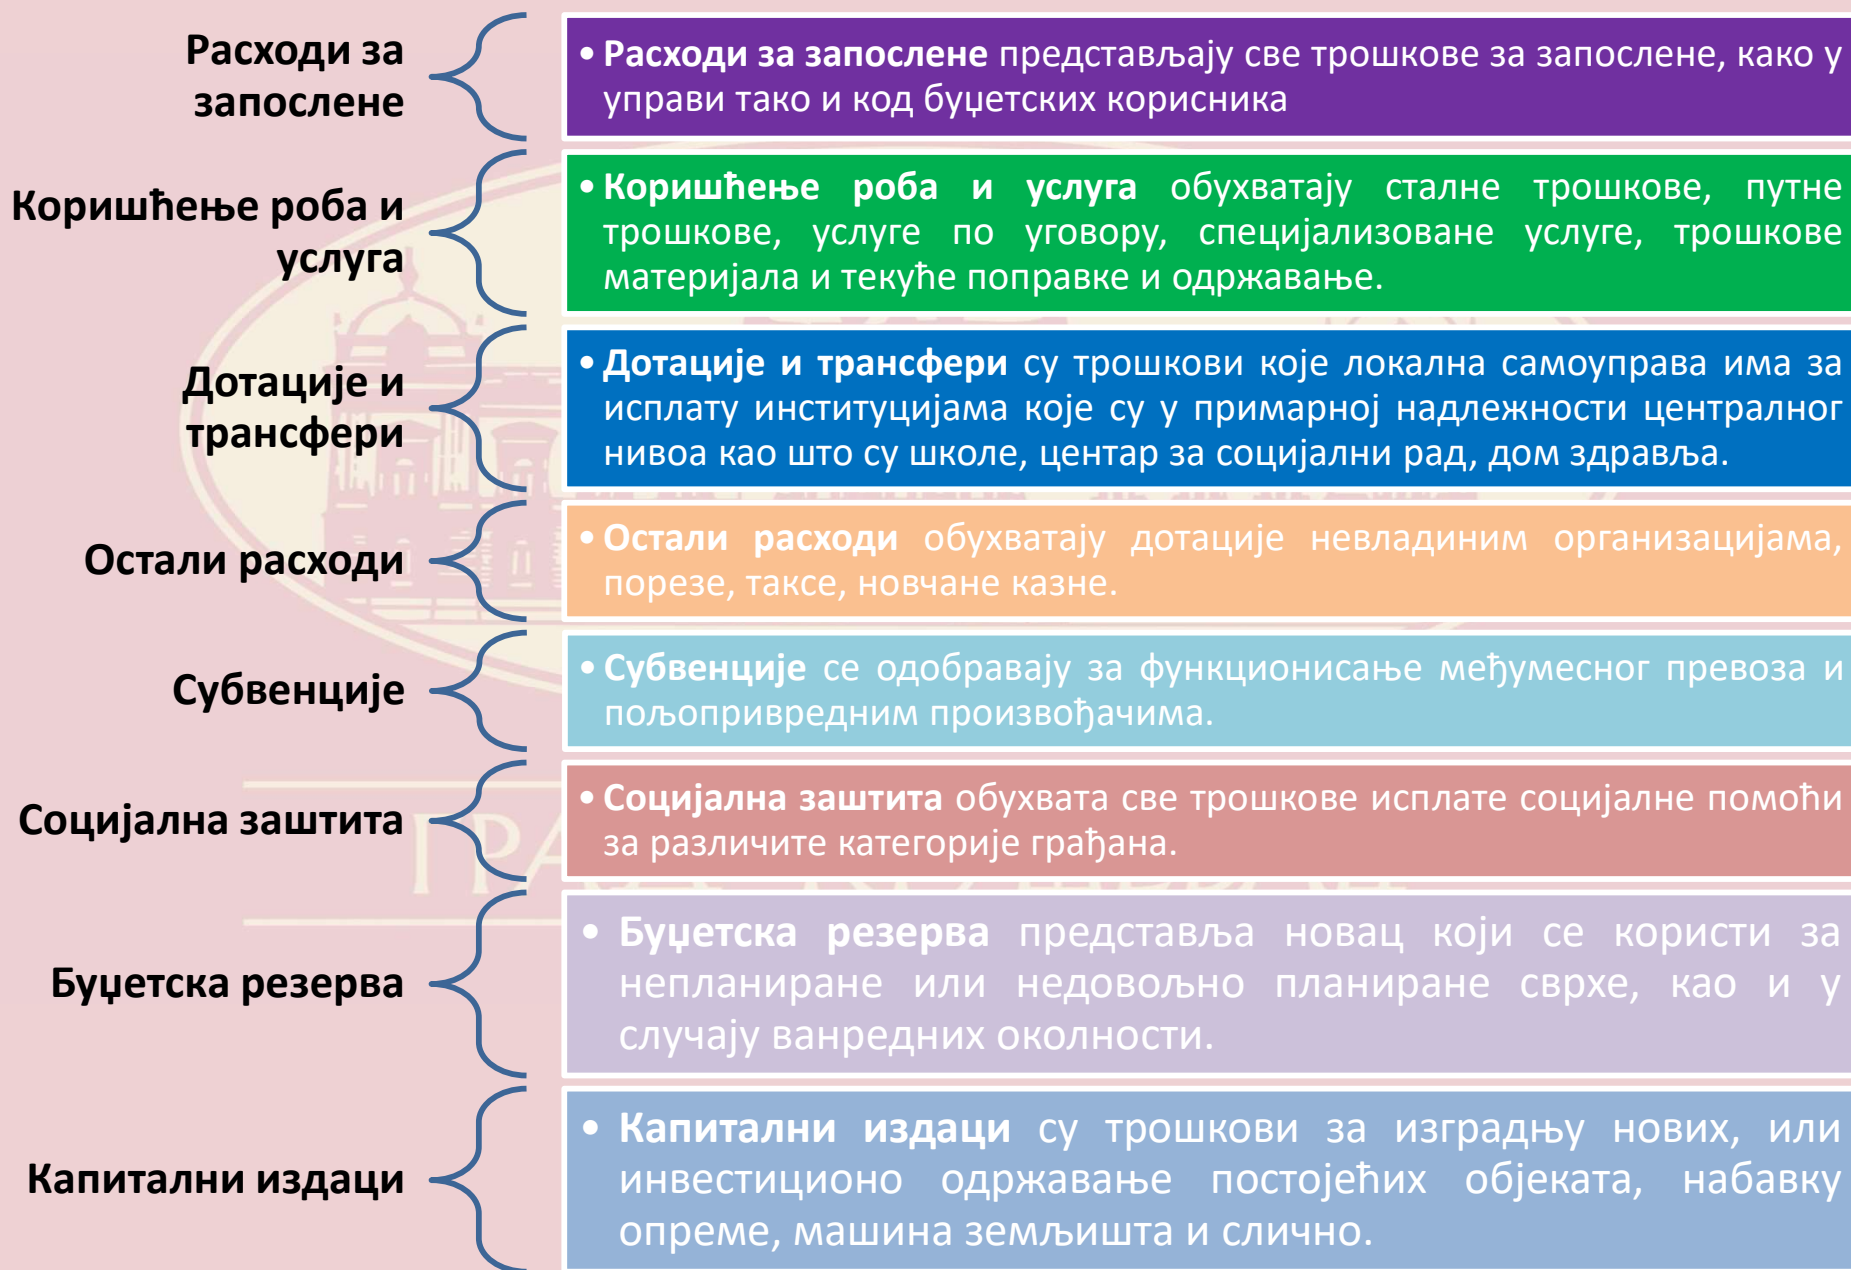 Расходи за
запослене
• Расходи за запослене представљају све трошкове за запослене, како у
управи тако и код буџетских корисника
Коришћење роба и
услуга
• Коришћење роба и услуга обухватају сталне трошкове, путне
трошкове, услуге по уговору, специјализоване услуге, трошкове
материјала и текуће поправке и одржавање.
Дотације и
трансфери
• Дотације и трансфери су трошкови које локална самоуправа има за
исплату институцијама које су у примарној надлежности централног
нивоа као што су школе, центар за социјални рад, дом здравља.
Остали расходи
• Остали расходи обухватају дотације невладиним организацијама,
порезе, таксе, новчане казне.
Субвенције
• Субвенције се одобравају за функционисање међумесног превоза и
пољопривредним произвођачима.
Социјална заштита
• Социјална заштита обухвата све трошкове исплате социјалне помоћи
за различите категорије грађана.
Буџетска резерва
• Буџетска резерва представља новац који се користи за
непланиране или недовољно планиране сврхе, као и у
случају ванредних околности.
Капитални издаци
• Капитални издаци су трошкови за изградњу нових, или
инвестиционо одржавање постојећих објеката, набавку
опреме, машина земљишта и слично.